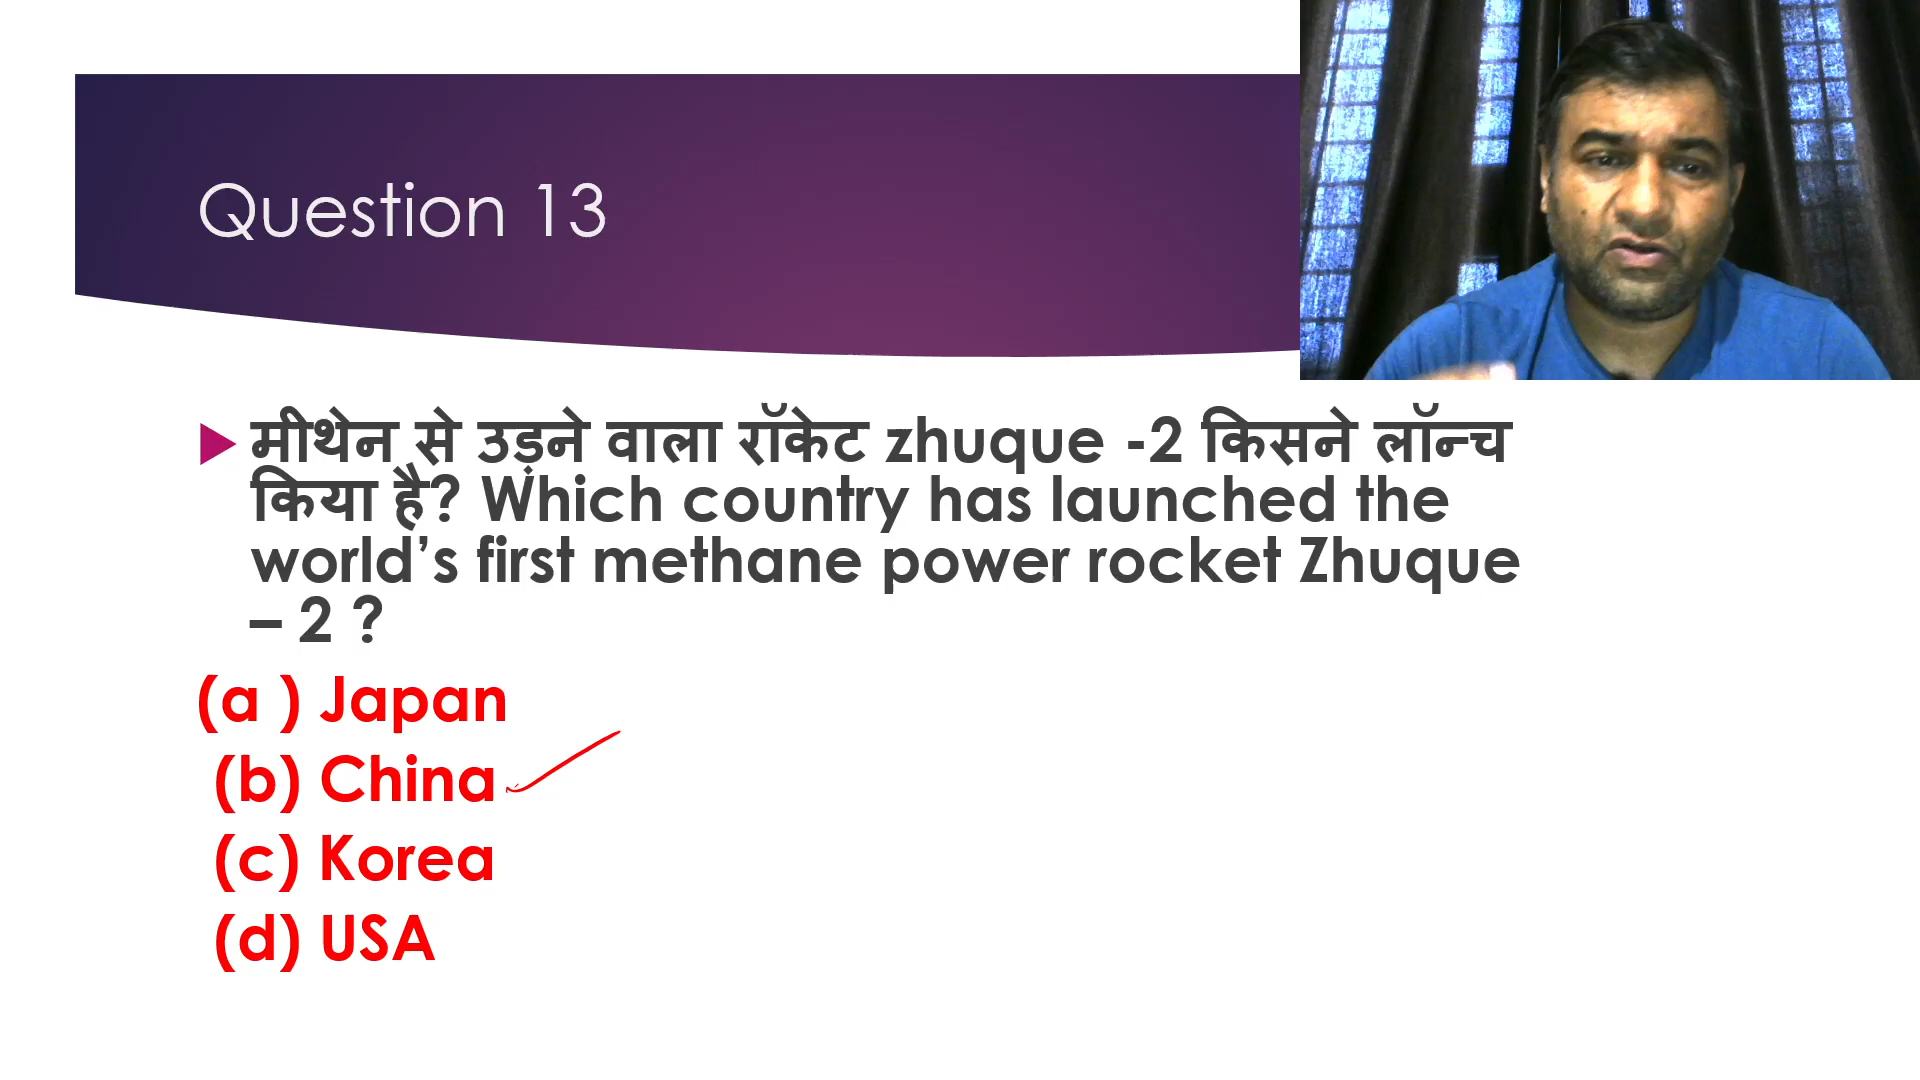 Question 13
मीथेन से उड़ने वाला रॉकेट zhuque -2 किसने लॉन्च
किया है? Which country has launched the
world’s first methane power rocket Zhuque
– 2 ?
(a ) Japan
(b) China
(c) Korea
(d) USA